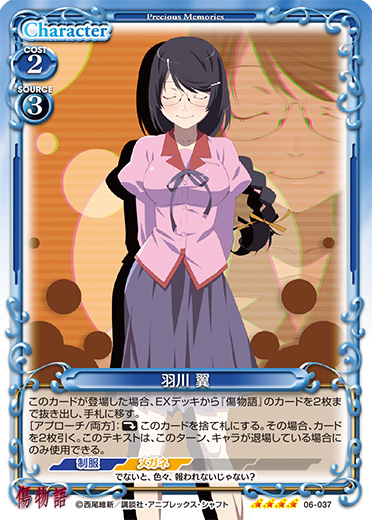 Precious Memories
Character
COST
2
SOURCE
3
羽川 翼
このカードが登場した場合、EXデッキから『傷物語』のカードを2枚ま
で抜き出し、手札に移す。
[アプローチ/両方]: このカードを捨て札にする。その場合、カード
を2枚引く。このテキストは、このターン、キャラが退場している場合に
のみ使用できる。
制服 メガネ
でないと、色々、報われないじゃない?
傷物語 ©西尾維新/講談社・アニプレックス・シャフト ★★★★ 06-037